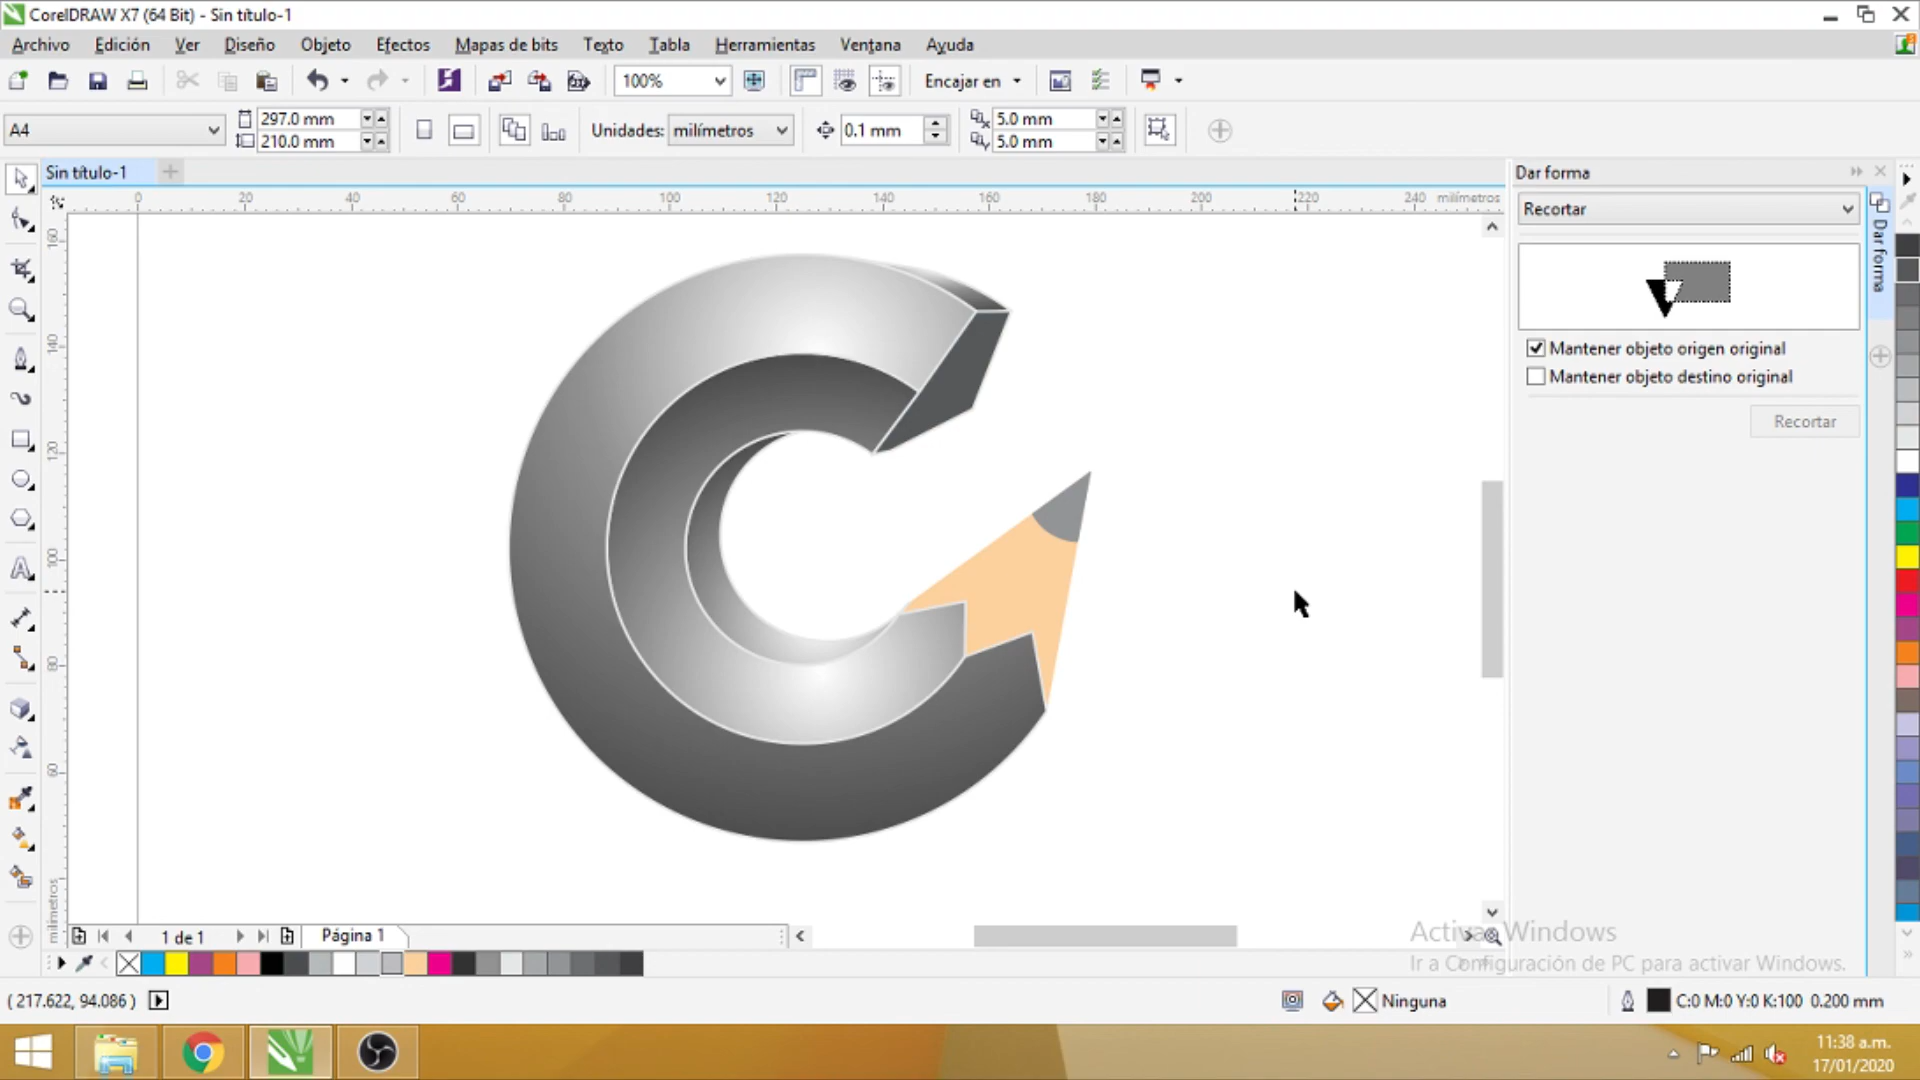 CorelDRAW X7 (64 Bit) - Sin título-1
Archivo Edición Ver Diseño Objeto Efectos Mapas de bits Texto Tabla Herramientas Ventana Ayuda
100% Encajar en
A4 297.0 mm 210.0 mm Unidades: milímetros 0.1 mm 5.0 mm 5.0 mm
Sin título-1
Dar forma
0 20 40 60 80 100 120 140 160 180 200 220 240 milímetros
Recortar
Dar forma
160
140
120
100
80
60
milímetros
Mantener objeto origen original
Mantener objeto destino original
Recortar
1 de 1 Página 1
Activar Windows
Ir a Configuración de PC para activar Windows.
( 217.622, 94.086 ) Ninguna C:0 M:0 Y:0 K:100 0.200 mm
11:38 a.m.
17/01/2020